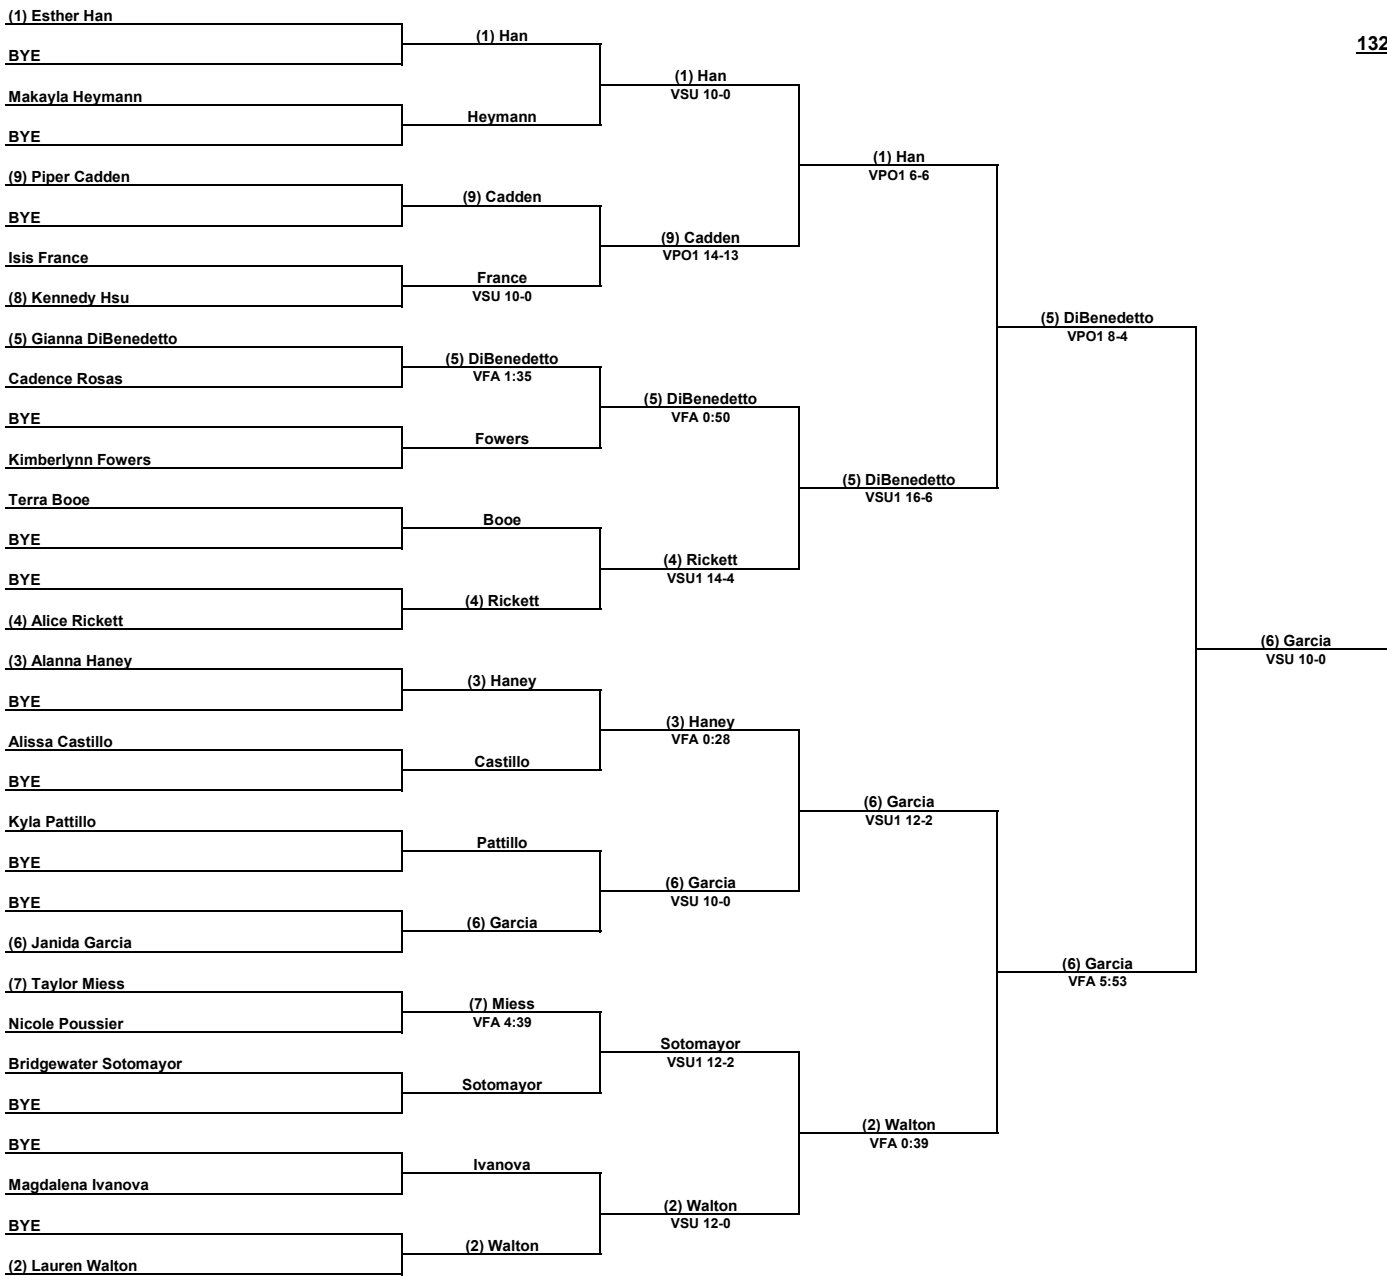 (1) Esther Han
BYE
Makayla Heymann
BYE
(9) Piper Cadden
BYE
Isis France
(8) Kennedy Hsu
(5) Gianna DiBenedetto
Cadence Rosas
BYE
Kimberlynn Fowers
Terra Booe
BYE
BYE
(4) Alice Rickett
(3) Alanna Haney
BYE
Alissa Castillo
BYE
Kyla Pattillo
BYE
BYE
(6) Janida Garcia
(7) Taylor Miess
Nicole Poussier
Bridgewater Sotomayor
BYE
BYE
Magdalena Ivanova
BYE
(2) Lauren Walton
(1) Han
Heymann
(9) Cadden
France
VSU 10-0
(5) DiBenedetto
VFA 1:35
Fowers
Booe
(4) Rickett
(3) Haney
Castillo
Pattillo
(6) Garcia
(7) Miess
VFA 4:39
Sotomayor
Ivanova
(2) Walton
(1) Han
VSU 10-0
(9) Cadden
VPO1 14-13
(5) DiBenedetto
VFA 0:50
(4) Rickett
VSU1 14-4
(3) Haney
VFA 0:28
(6) Garcia
VSU 10-0
Sotomayor
VSU1 12-2
(2) Walton
VSU 12-0
(1) Han
VPO1 6-6
(5) DiBenedetto
VSU1 16-6
(6) Garcia
VSU1 12-2
(2) Walton
VFA 0:39
(5) DiBenedetto
VPO1 8-4
(6) Garcia
VFA 5:53
(6) Garcia
VSU 10-0
132